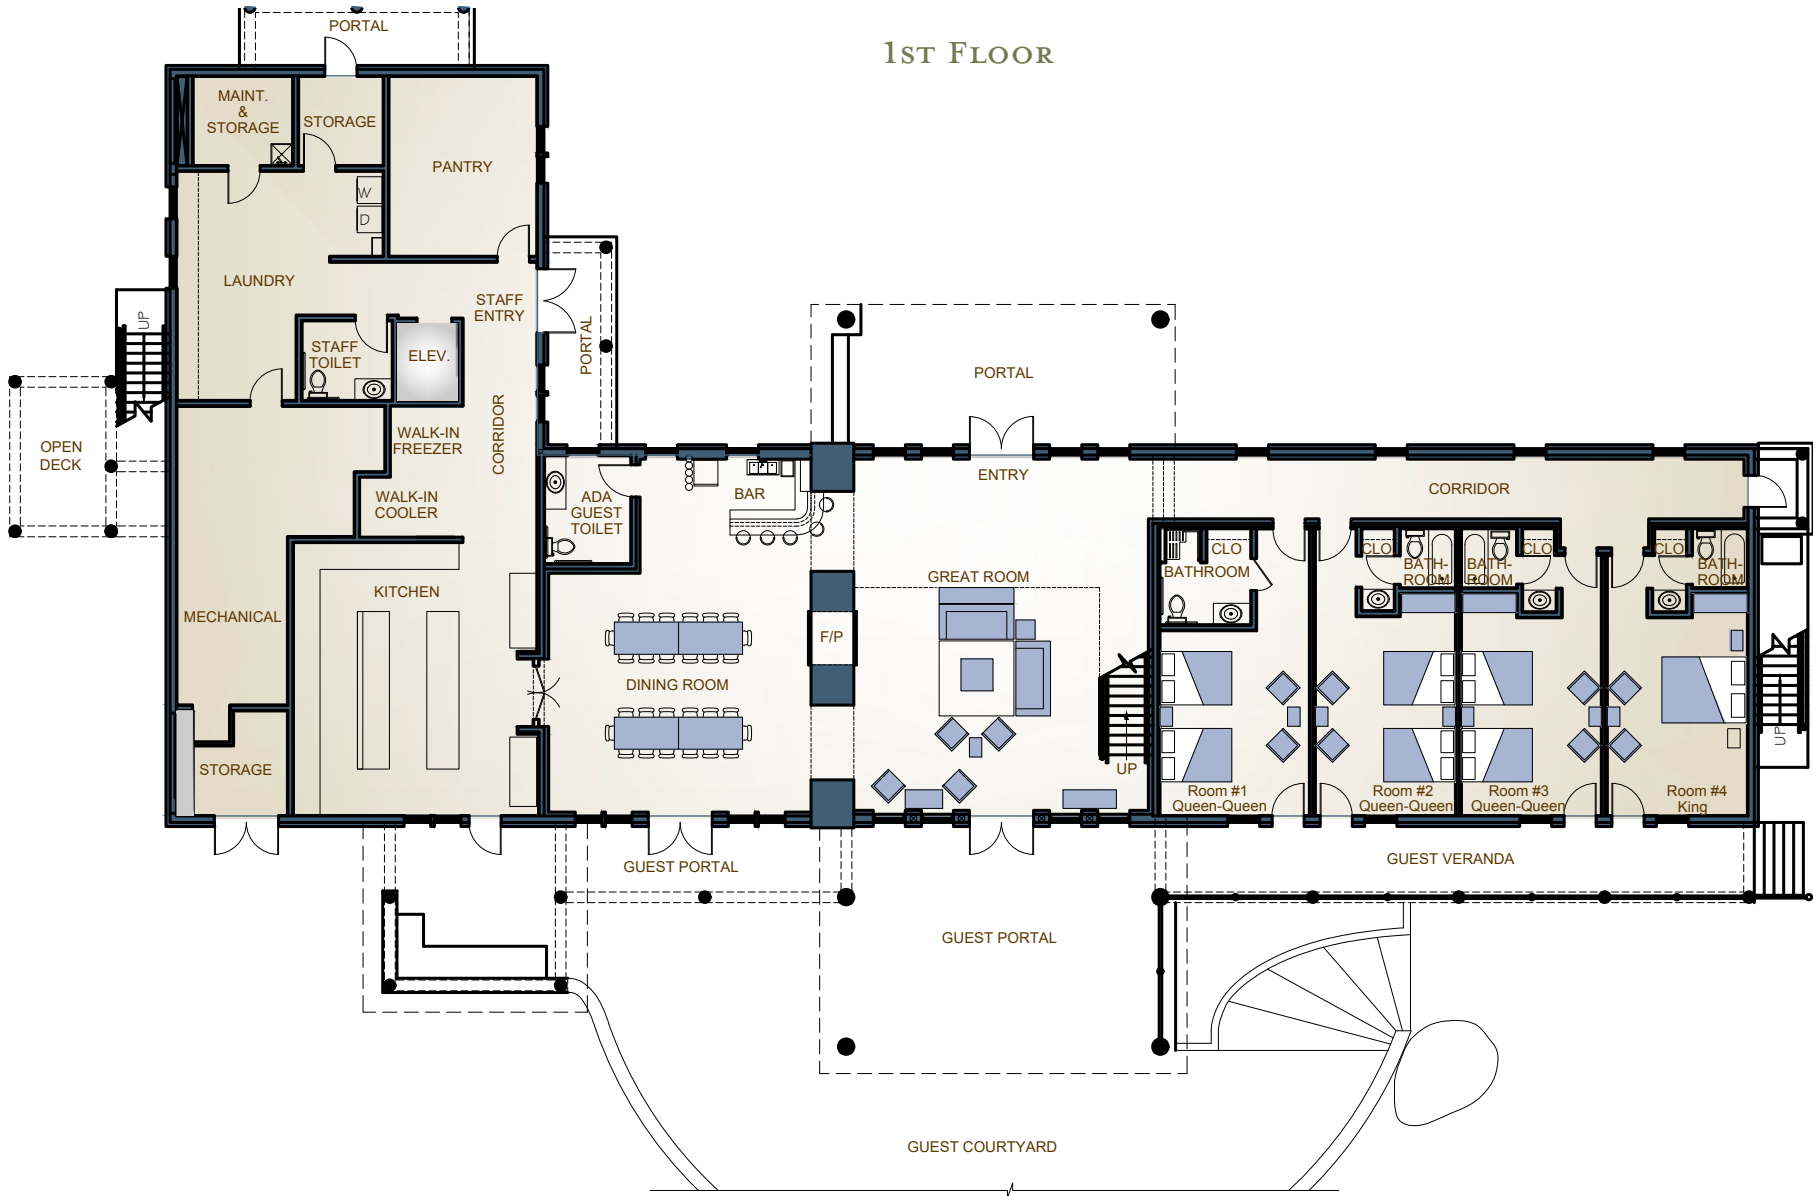 1ST FLOOR
PORTAL
MAINT.
&
STORAGE
STORAGE
PANTRY
W
D
LAUNDRY
STAFF
ENTRY
UP
STAFF
TOILET
ELEV.
PORTAL
PORTAL
OPEN
DECK
WALK-IN
FREEZER
CORRIDOR
WALK-IN
COOLER
ADA
GUEST
TOILET
BAR
ENTRY
CORRIDOR
CLO
BATHROOM
CLO
BATH-
ROOM
BATH-
ROOM
CLO
CLO
BATH-
ROOM
GREAT ROOM
KITCHEN
MECHANICAL
F/P
DINING ROOM
UP
UP
STORAGE
Room #1
Queen-Queen
Room #2
Queen-Queen
Room #3
Queen-Queen
Room #4
King
GUEST PORTAL
GUEST VERANDA
GUEST PORTAL
GUEST COURTYARD